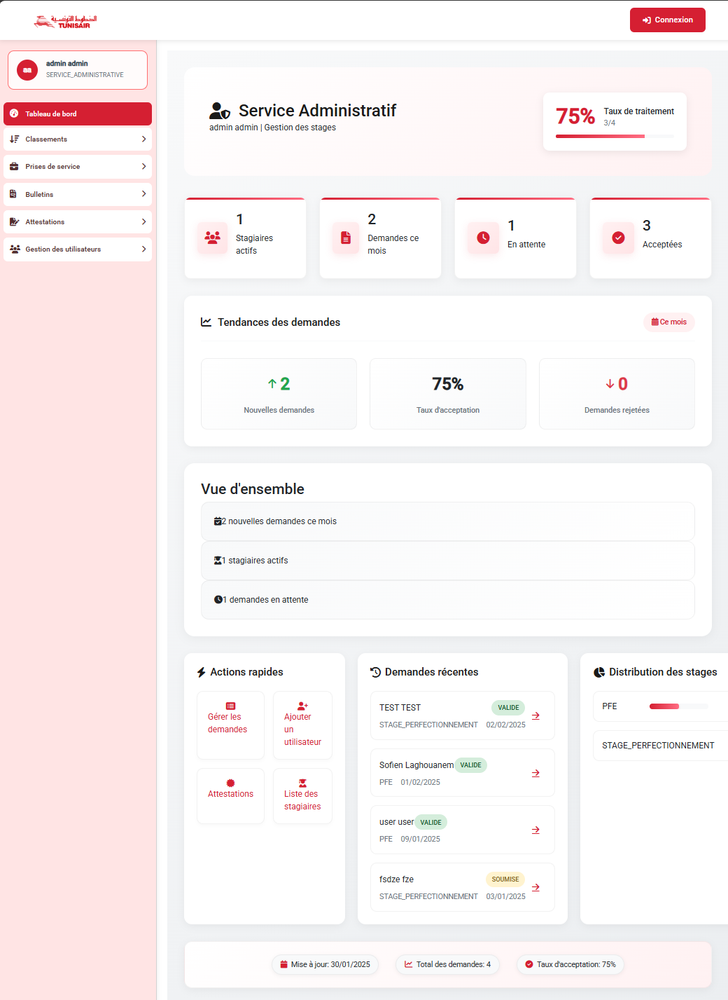 الخطوط التونسية
TUNISAIR
Connexion
aa
admin admin
SERVICE_ADMINISTRATIVE
Tableau de bord
Classements
Prises de service
Bulletins
Attestations
Gestion des utilisateurs
Service Administratif
admin admin | Gestion des stages
75%
Taux de traitement
3/4
1
Stagiaires
actifs
2
Demandes ce
mois
1
En attente
3
Acceptées
Tendances des demandes
Ce mois
2
Nouvelles demandes
75%
Taux d'acceptation
0
Demandes rejetées
Vue d'ensemble
2 nouvelles demandes ce mois
1 stagiaires actifs
1 demandes en attente
Actions rapides
Gérer les
demandes
Ajouter
un
utilisateur
Attestations
Liste des
stagiaires
Demandes récentes
TEST TEST VALIDE
STAGE_PERFECTIONNEMENT 02/02/2025
Sofien Laghouanem VALIDE
PFE 01/02/2025
user user VALIDE
PFE 09/01/2025
fsdze fze SOUMISE
STAGE_PERFECTIONNEMENT 03/01/2025
Distribution des stages
PFE
STAGE_PERFECTIONNEMENT
Mise à jour: 30/01/2025
Total des demandes: 4
Taux d'acceptation: 75%